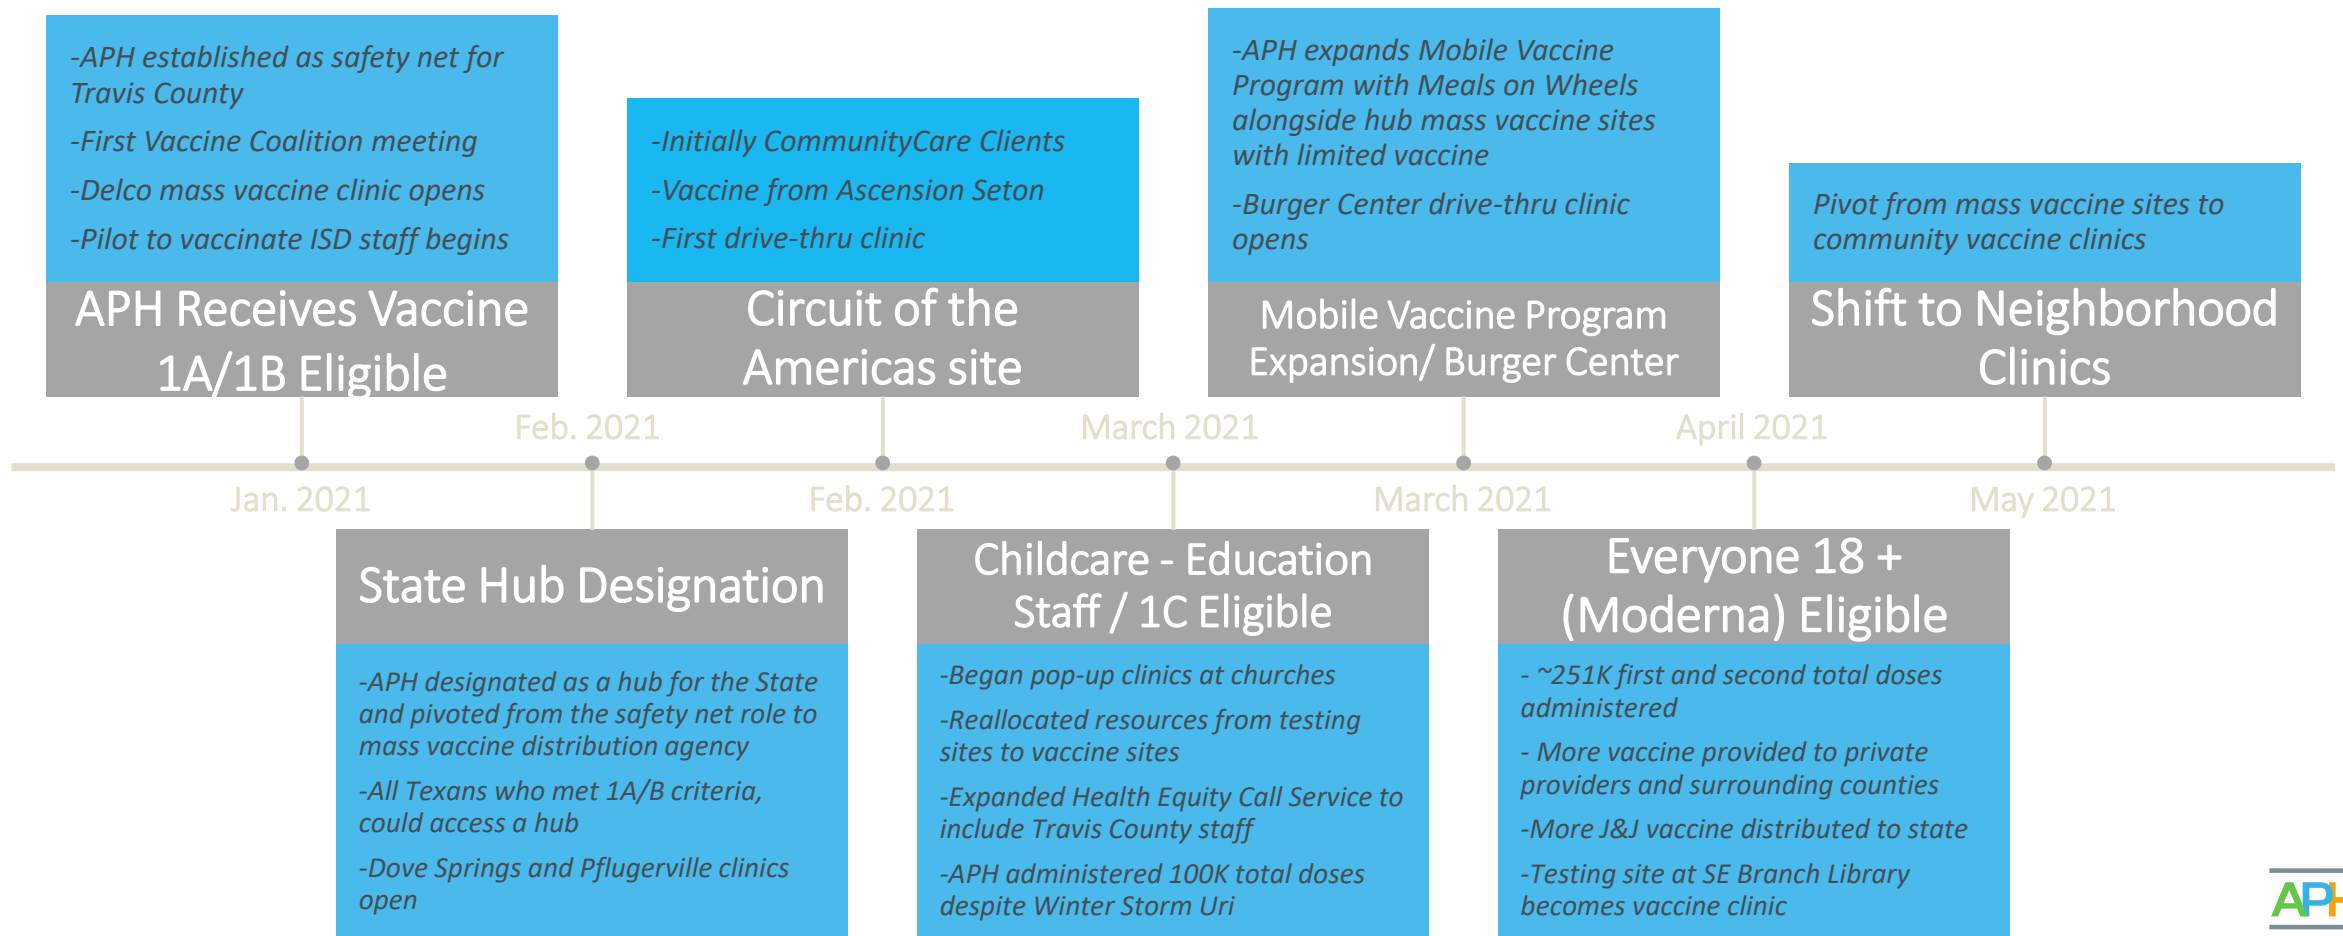 -APH established as safety net for
Travis County
-First Vaccine Coalition meeting
-Delco mass vaccine clinic opens
-Pilot to vaccinate ISD staff begins
APH Receives Vaccine
1A/1B Eligible
Jan. 2021
Feb. 2021
State Hub Designation
-APH designated as a hub for the State
and pivoted from the safety net role to
mass vaccine distribution agency
-All Texans who met 1A/B criteria,
could access a hub
-Dove Springs and Pflugerville clinics
open
-Initially CommunityCare Clients
-Vaccine from Ascension Seton
-First drive-thru clinic
Circuit of the
Americas site
Feb. 2021
March 2021
Childcare - Education
Staff / 1C Eligible
-Began pop-up clinics at churches
-Reallocated resources from testing
sites to vaccine sites
-Expanded Health Equity Call Service to
include Travis County staff
-APH administered 100K total doses
despite Winter Storm Uri
-APH expands Mobile Vaccine
Program with Meals on Wheels
alongside hub mass vaccine sites
with limited vaccine
-Burger Center drive-thru clinic
opens
Mobile Vaccine Program
Expansion/ Burger Center
March 2021
April 2021
Everyone 18 +
(Moderna) Eligible
- ~251K first and second total doses
administered
- More vaccine provided to private
providers and surrounding counties
-More J&J vaccine distributed to state
-Testing site at SE Branch Library
becomes vaccine clinic
Pivot from mass vaccine sites to
community vaccine clinics
Shift to Neighborhood
Clinics
May 2021
APH